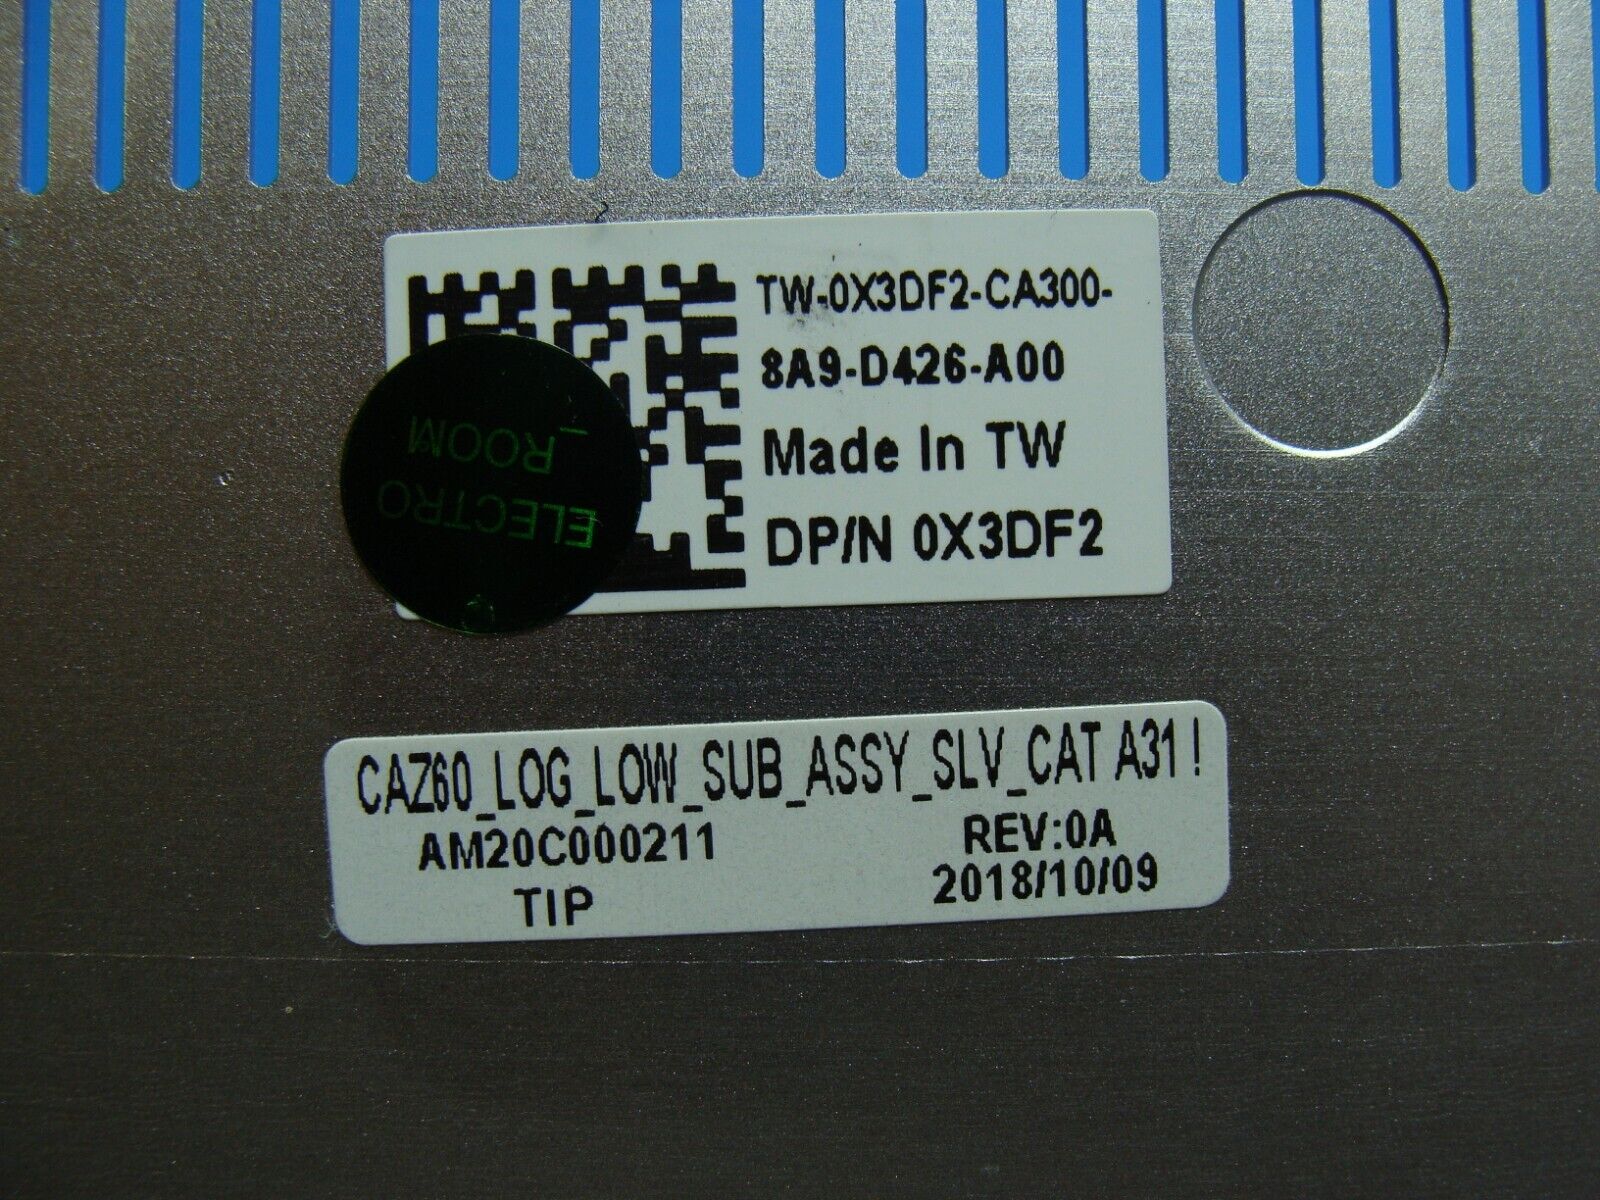 TW-0X3DF2-CA300-
8A9-D426-A00
Made In TW
DP/N 0X3DF2
ELECTRO
_ROOM
CAZ60_LOG_LOW_SUB_ASSY_SLV_CAT A31 !
AM20C000211
REV:0A
TIP
2018/10/09